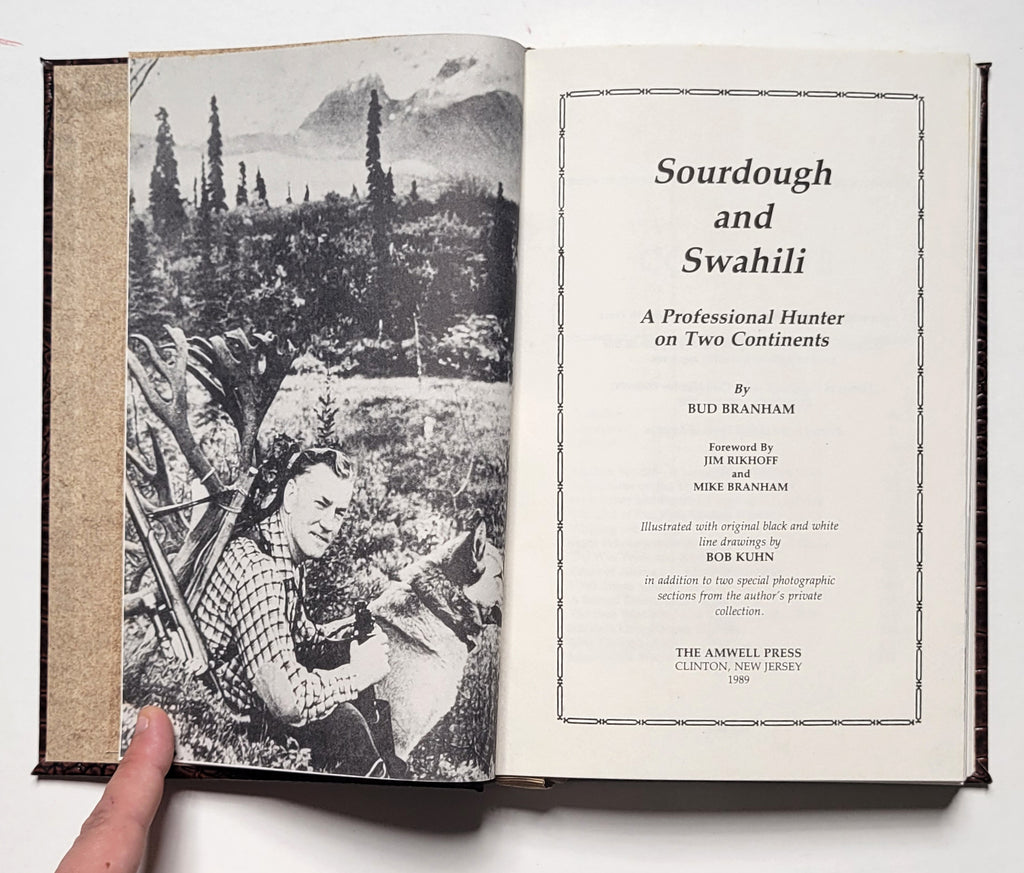 Sourdough
and
Swahili
A Professional Hunter
on Two Continents
By
BUD BRANHAM
Foreword By
JIM RIKHOFF
and
MIKE BRANHAM
Illustrated with original black and white
line drawings by
BOB KUHN
in addition to two special photographic
sections from the author's private
collection.
THE AMWELL PRESS
CLINTON, NEW JERSEY
1989